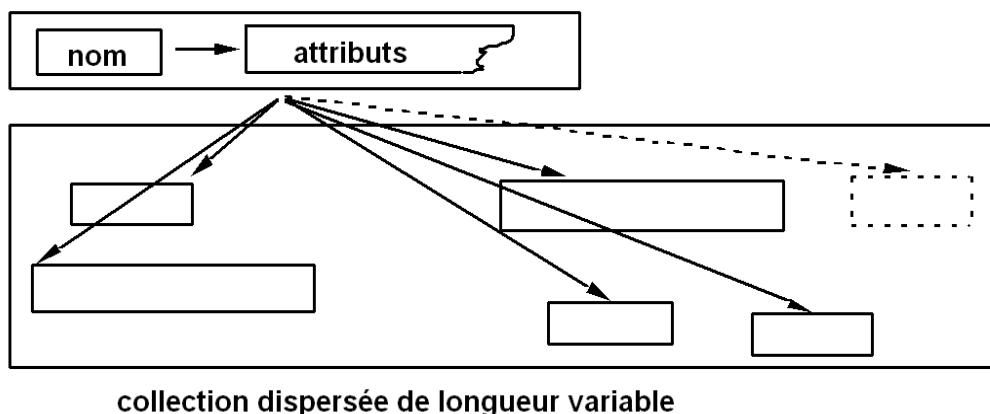 nom attributs
collection dispersée de longueur variable